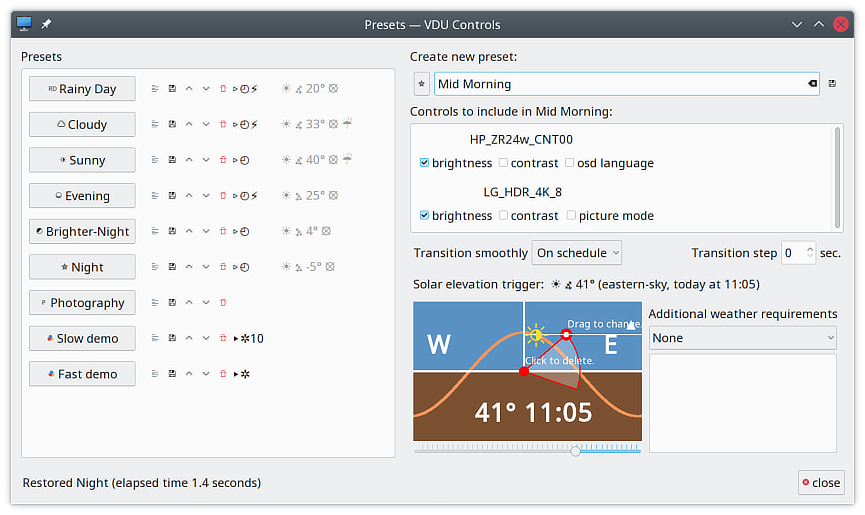 Presets — VDU Controls
Presets
RD Rainy Day 20°
Cloudy 33°
Sunny 40°
Evening 25°
Brighter-Night 4°
Night -5°
P Photography
Slow demo 10
Fast demo
Create new preset:
Mid Morning
Controls to include in Mid Morning:
HP_ZR24w_CNT00
brightness contrast osd language
LG_HDR_4K_8
brightness contrast picture mode
Transition smoothly On schedule Transition step 0 sec.
Solar elevation trigger: 41° (eastern-sky, today at 11:05)
Drag to change.
W E
Click to delete.
41° 11:05
Additional weather requirements
None
Restored Night (elapsed time 1.4 seconds)
close